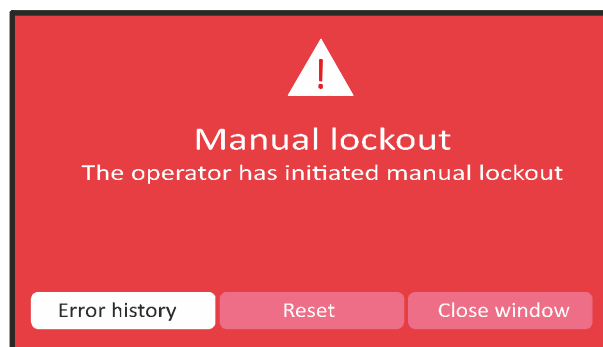 !
Manual lockout
The operator has initiated manual lockout
Error history
Reset
Close window